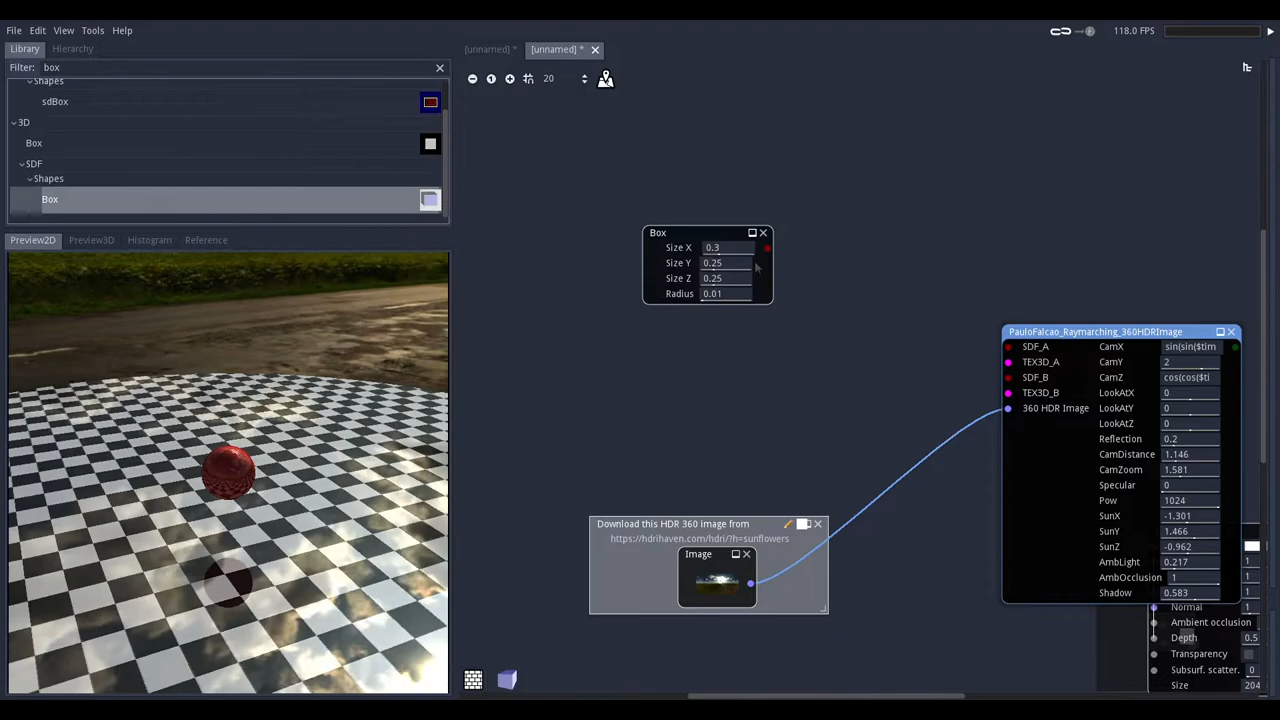 File Edit View Tools Help
118.0 FPS
Library Hierarchy
[unnamed] * [unnamed] *
Filter: box
20
Shapes
sdBox
3D
Box
SDF
Shapes
Box
Preview2D Preview3D Histogram Reference
Box
Size X 0.3
Size Y 0.25
Size Z 0.25
Radius 0.01
PauloFalcao_Raymarching_360HDRImage
SDF_A CamX sin(sin($tim
TEX3D_A CamY 2
SDF_B CamZ cos(cos($ti
TEX3D_B LookAtX 0
360 HDR Image LookAtY 0
LookAtZ 0
Reflection 0.2
CamDistance 1.146
CamZoom 1.581
Specular 0
Pow 1024
SunX -1.301
SunY 1.466
SunZ -0.962
AmbLight 0.217
AmbOcclusion 1
Shadow 0.583
Download this HDR 360 image from
https://hdrihaven.com/hdri/?h=sunflowers
Image
1
1
1
Normal 1
Ambient occlusion
Depth 0.5
Transparency
Subsurf. scatter. 0
Size 204